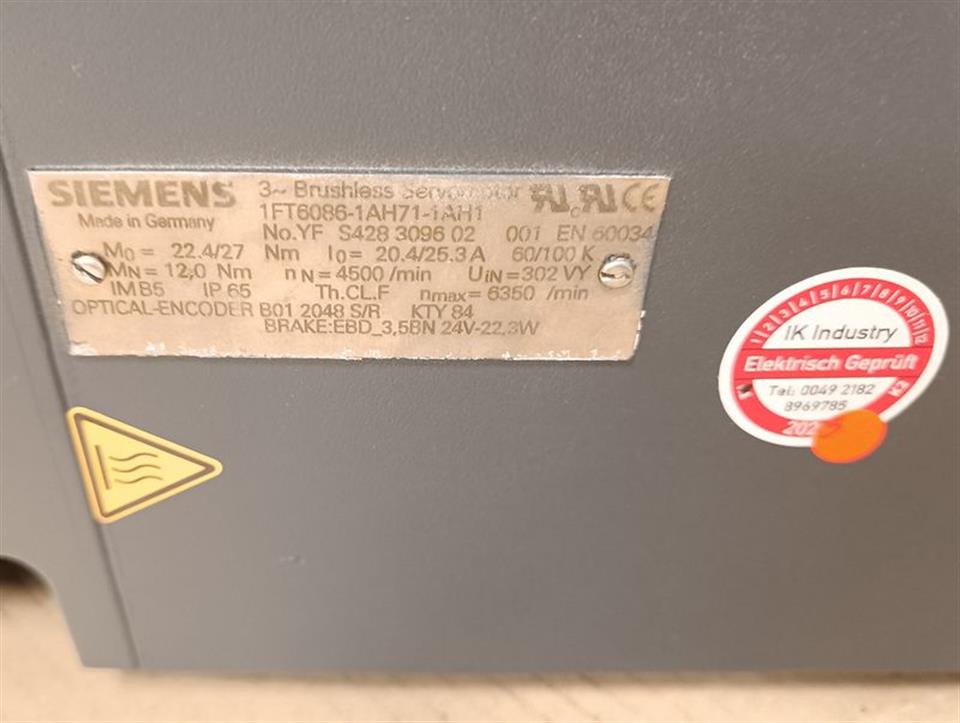 SIEMENS 3~ Brushless Servomotor
Made in Germany 1FT6086-1AH71-1AH1
No.YF S428 3096 02 001 EN 60034
M0 = 22.4/27 Nm I0 = 20.4/25.3 A 60/100 K
MN = 12,0 Nm nN = 4500 /min UIN = 302 VY
IM B5 IP 65 Th.CL.F nmax = 6350 /min
OPTICAL-ENCODER B01 2048 S/R KTY 84
BRAKE:EBD_3,5BN 24V-22,3W
1 2 3 4 5 6 7 8 9 10 11 12
IK Industry
Elektrisch Geprüft
Tel: 0049 2182
8969785